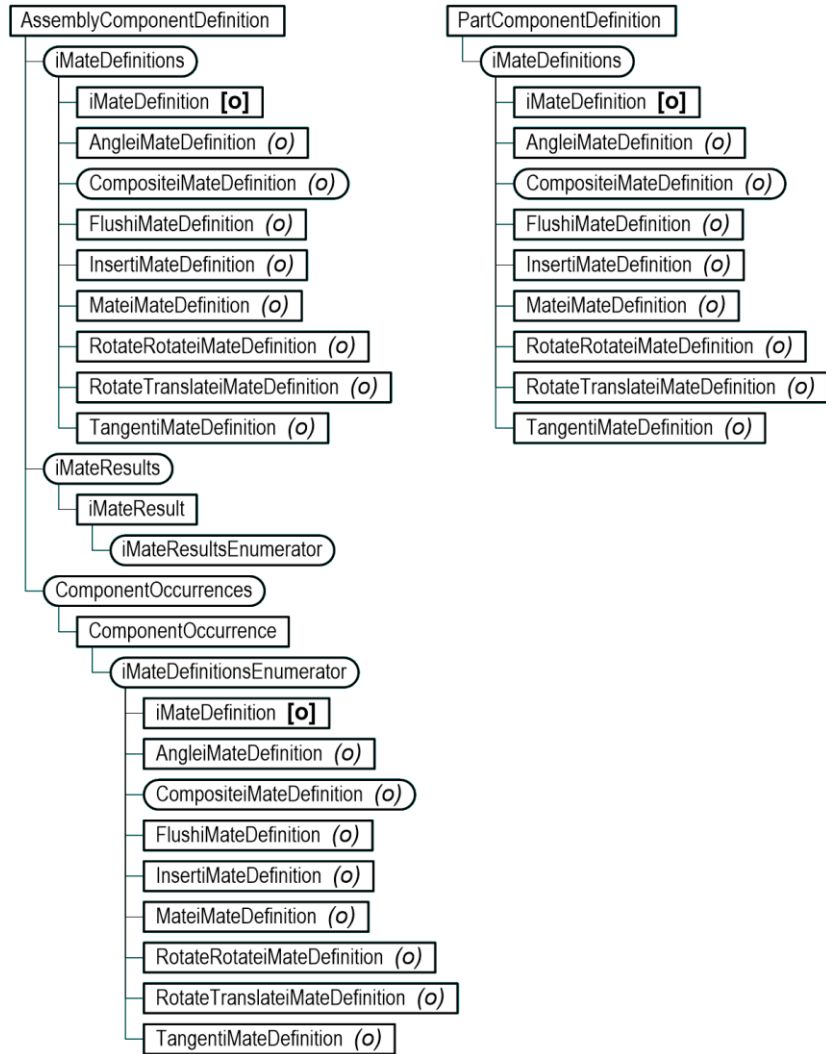 AssemblyComponentDefinition
iMateDefinitions
iMateDefinition [o]
AngleiMateDefinition (o)
CompositeiMateDefinition (o)
FlushiMateDefinition (o)
InsertiMateDefinition (o)
MateiMateDefinition (o)
RotateRotateiMateDefinition (o)
RotateTranslateiMateDefinition (o)
TangentiMateDefinition (o)
iMateResults
iMateResult
iMateResultsEnumerator
ComponentOccurrences
ComponentOccurrence
iMateDefinitionsEnumerator
iMateDefinition [o]
AngleiMateDefinition (o)
CompositeiMateDefinition (o)
FlushiMateDefinition (o)
InsertiMateDefinition (o)
MateiMateDefinition (o)
RotateRotateiMateDefinition (o)
RotateTranslateiMateDefinition (o)
TangentiMateDefinition (o)
PartComponentDefinition
iMateDefinitions
iMateDefinition [o]
AngleiMateDefinition (o)
CompositeiMateDefinition (o)
FlushiMateDefinition (o)
InsertiMateDefinition (o)
MateiMateDefinition (o)
RotateRotateiMateDefinition (o)
RotateTranslateiMateDefinition (o)
TangentiMateDefinition (o)